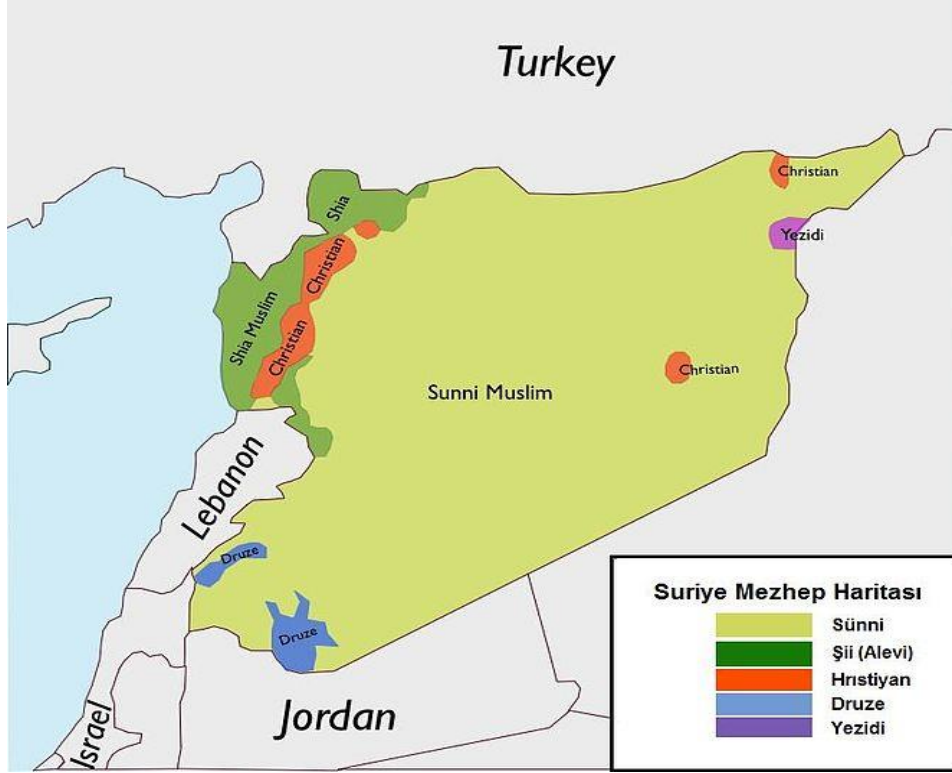 Turkey
Christian
Shia
Yezidi
Christian
Shia Muslim
Christian
Christian
Sunni Muslim
Lebanon
Druze
Druze
Jordan
Israel
Suriye Mezhep Haritası
Sünni
Şii (Alevi)
Hrıstiyan
Druze
Yezidi